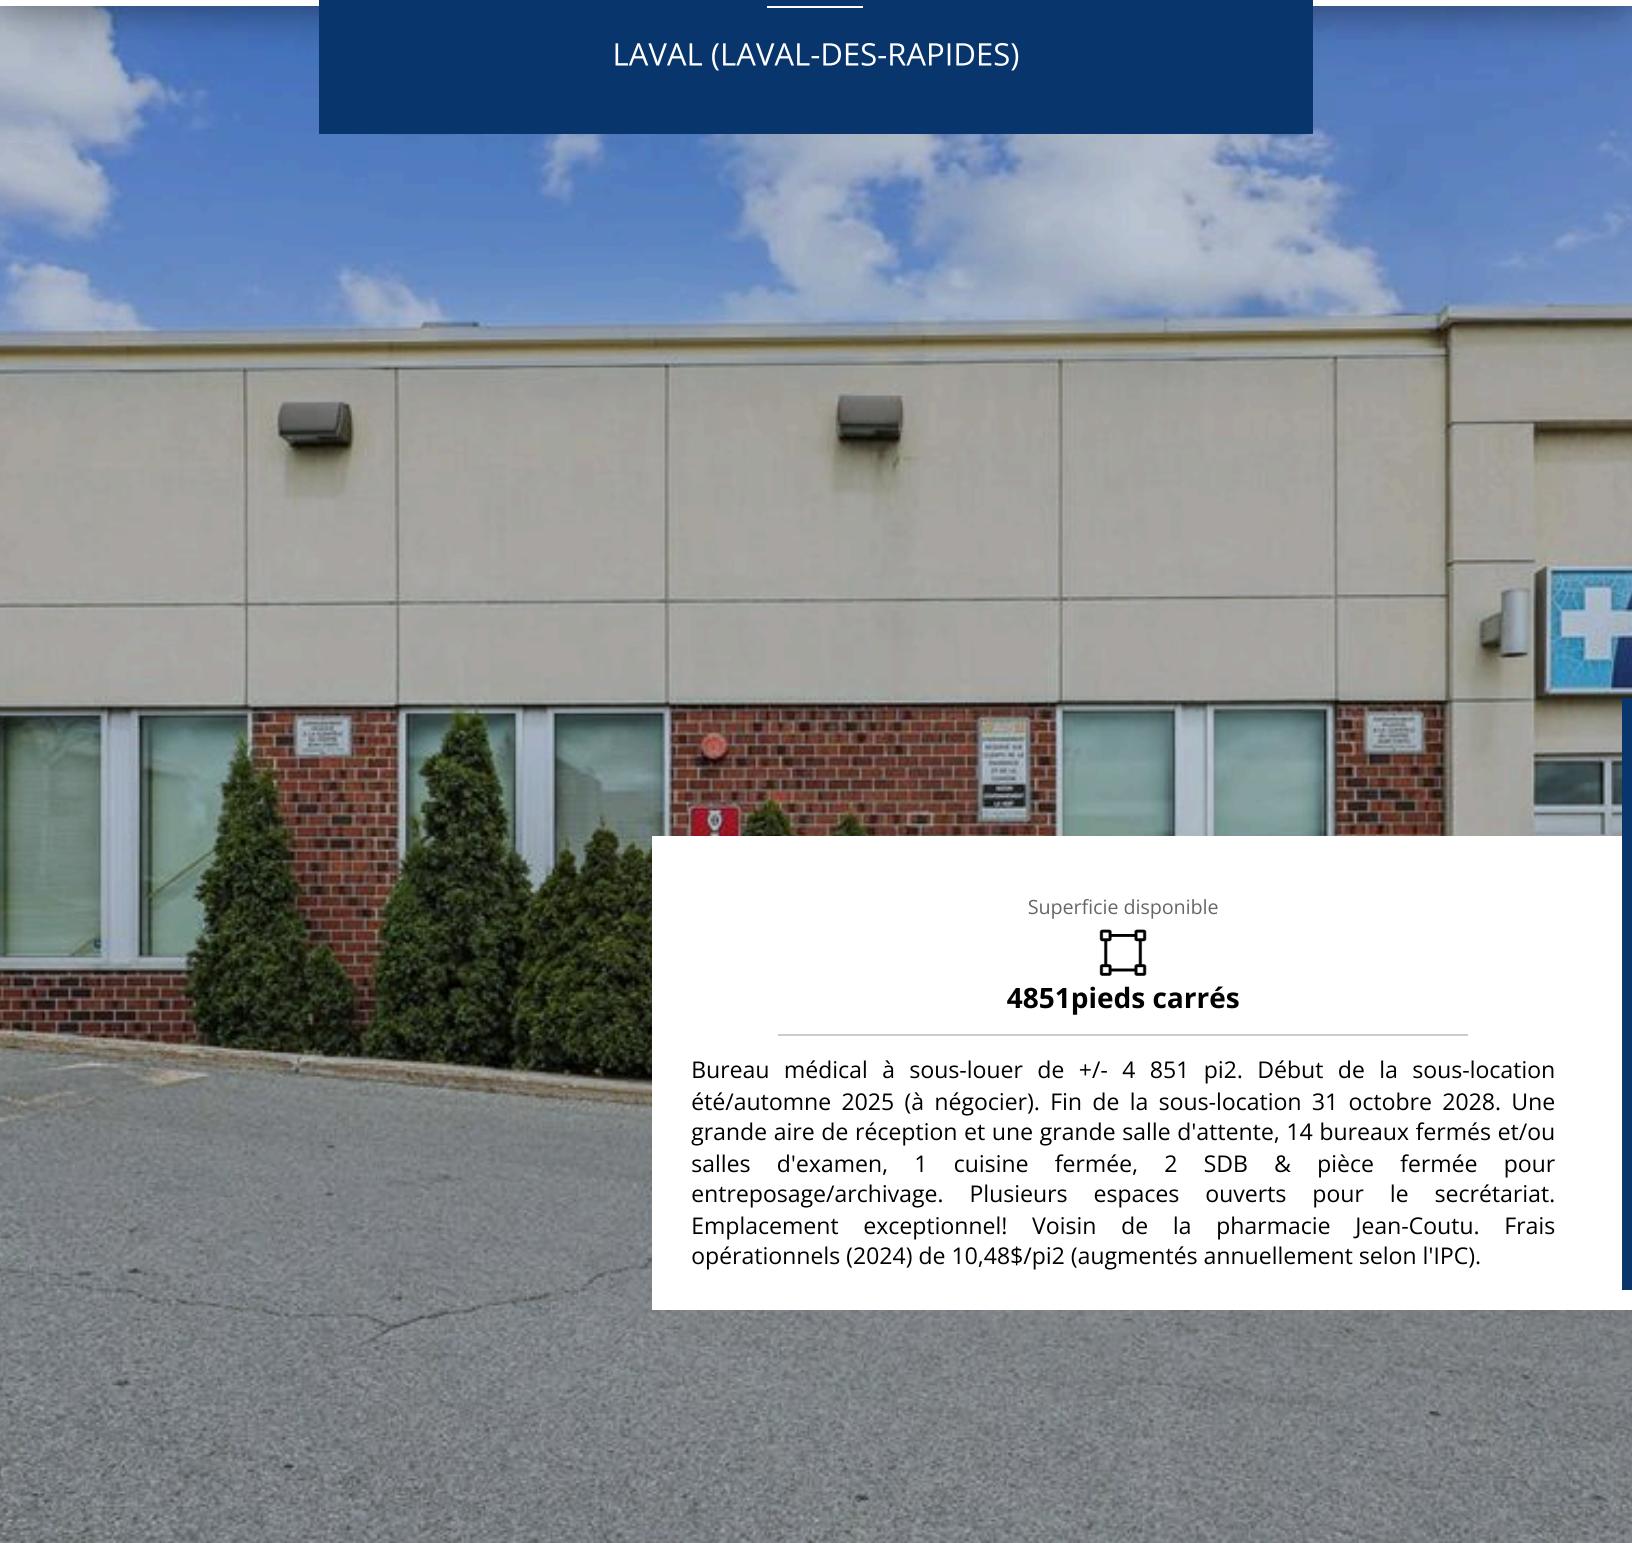 LAVAL (LAVAL-DES-RAPIDES)
Superficie disponible
4851pieds carrés
Bureau médical à sous-louer de +/- 4 851 pi2. Début de la sous-location
été/automne 2025 (à négocier). Fin de la sous-location 31 octobre 2028. Une
grande aire de réception et une grande salle d'attente, 14 bureaux fermés et/ou
salles d'examen, 1 cuisine fermée, 2 SDB & pièce fermée pour
entreposage/archivage. Plusieurs espaces ouverts pour le secrétariat.
Emplacement exceptionnel! Voisin de la pharmacie Jean-Coutu. Frais
opérationnels (2024) de 10,48$/pi2 (augmentés annuellement selon l'IPC).